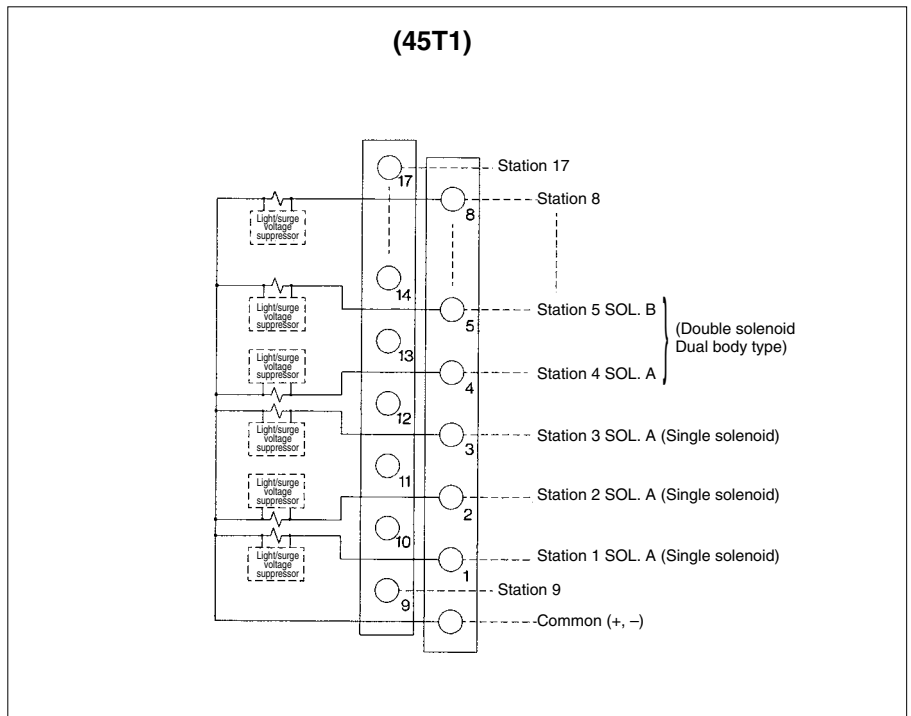 (45T1)
17
Station 17
8
Station 8
Light/surge
voltage
suppressor
14
Light/surge
voltage
suppressor
5
Station 5 SOL. B
(Double solenoid
Dual body type)
13
Light/surge
voltage
suppressor
4
Station 4 SOL. A
12
Light/surge
voltage
suppressor
3
Station 3 SOL. A (Single solenoid)
11
Light/surge
voltage
suppressor
2
Station 2 SOL. A (Single solenoid)
10
Light/surge
voltage
suppressor
1
Station 1 SOL. A (Single solenoid)
9
Station 9
Common (+, –)